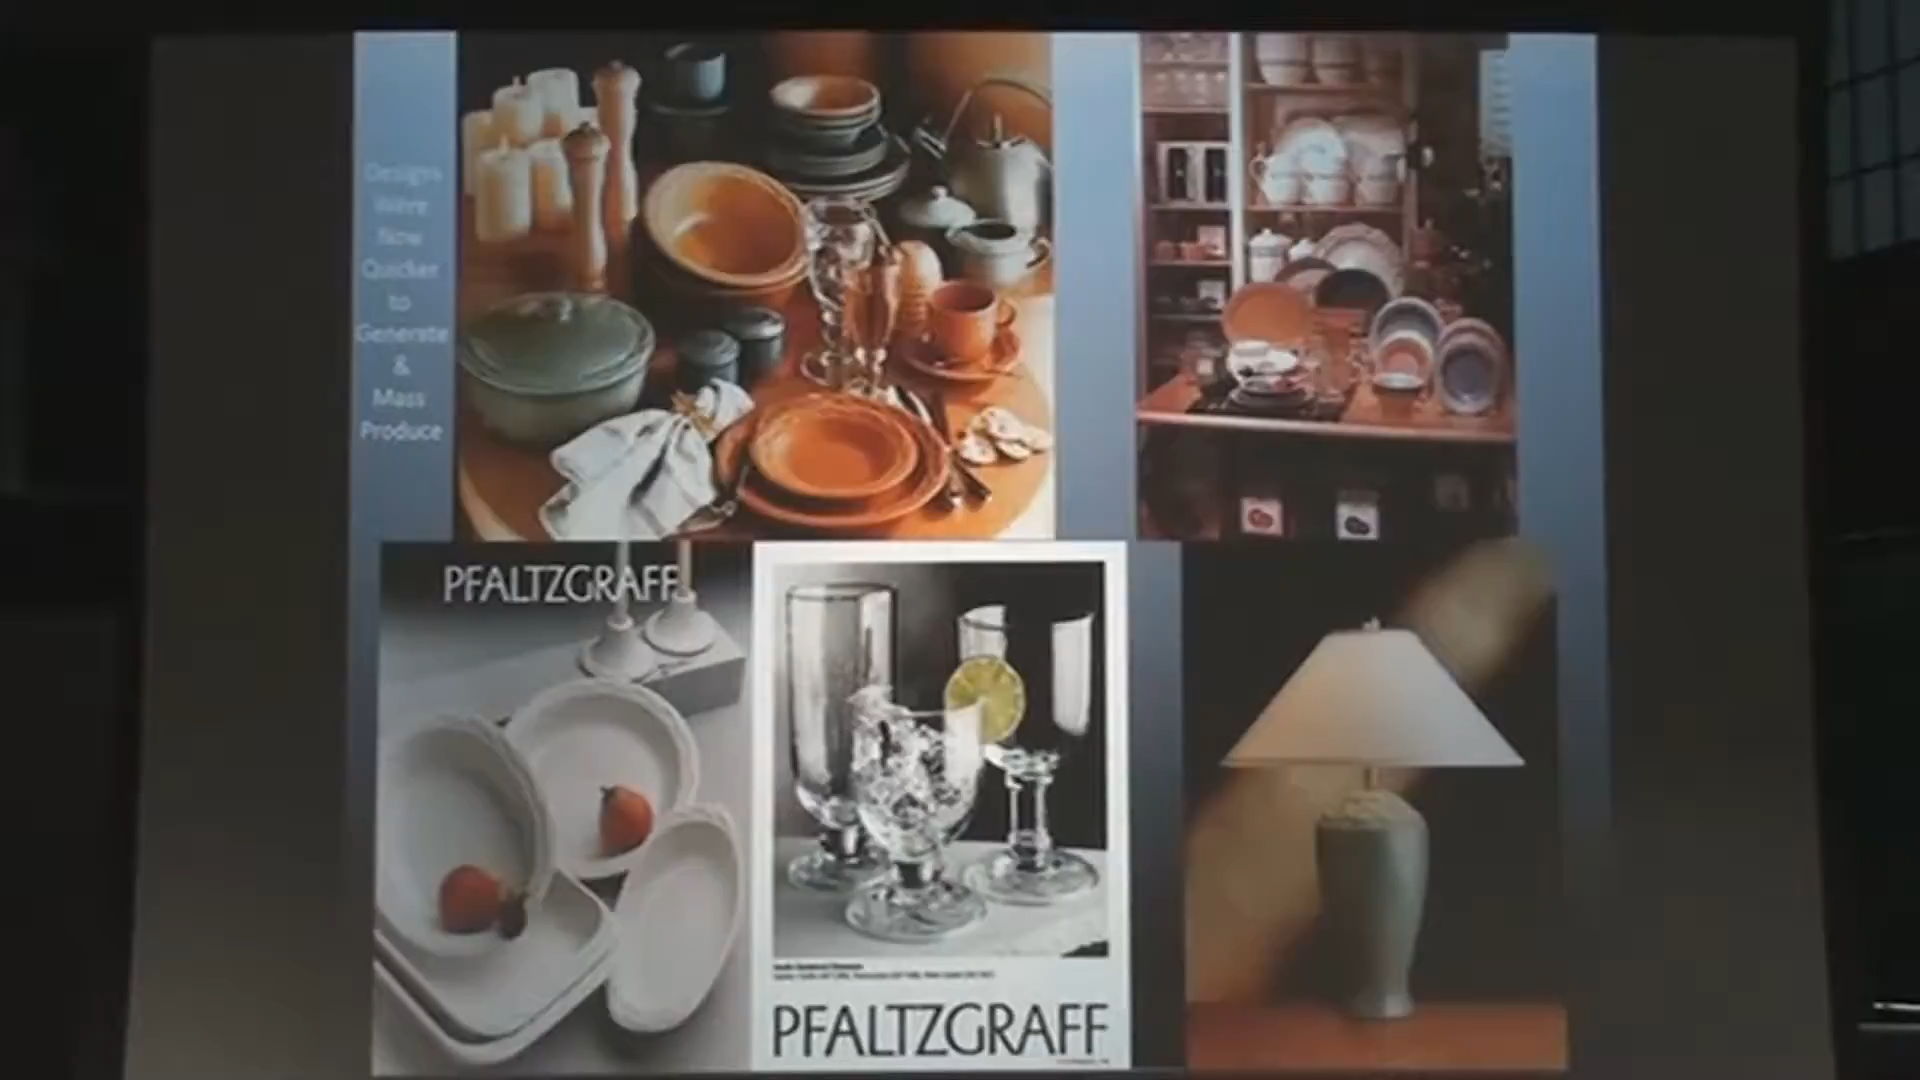 Designs
Were
Now
Quicker
to
Generate
&
Mass
Produce
PFALTZGRAFF
PFALTZGRAFF